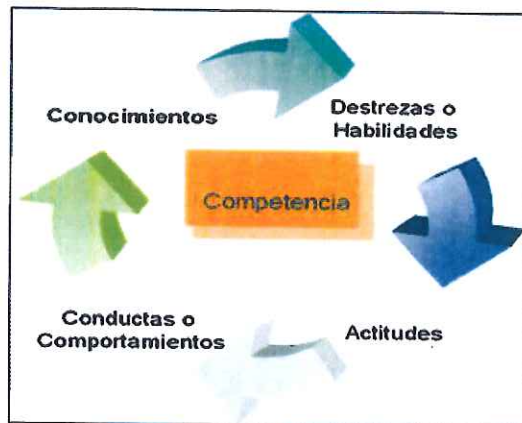 Conocimientos
Destrezas o
Habilidades
Competencia
Conductas o
Comportamientos
Actitudes